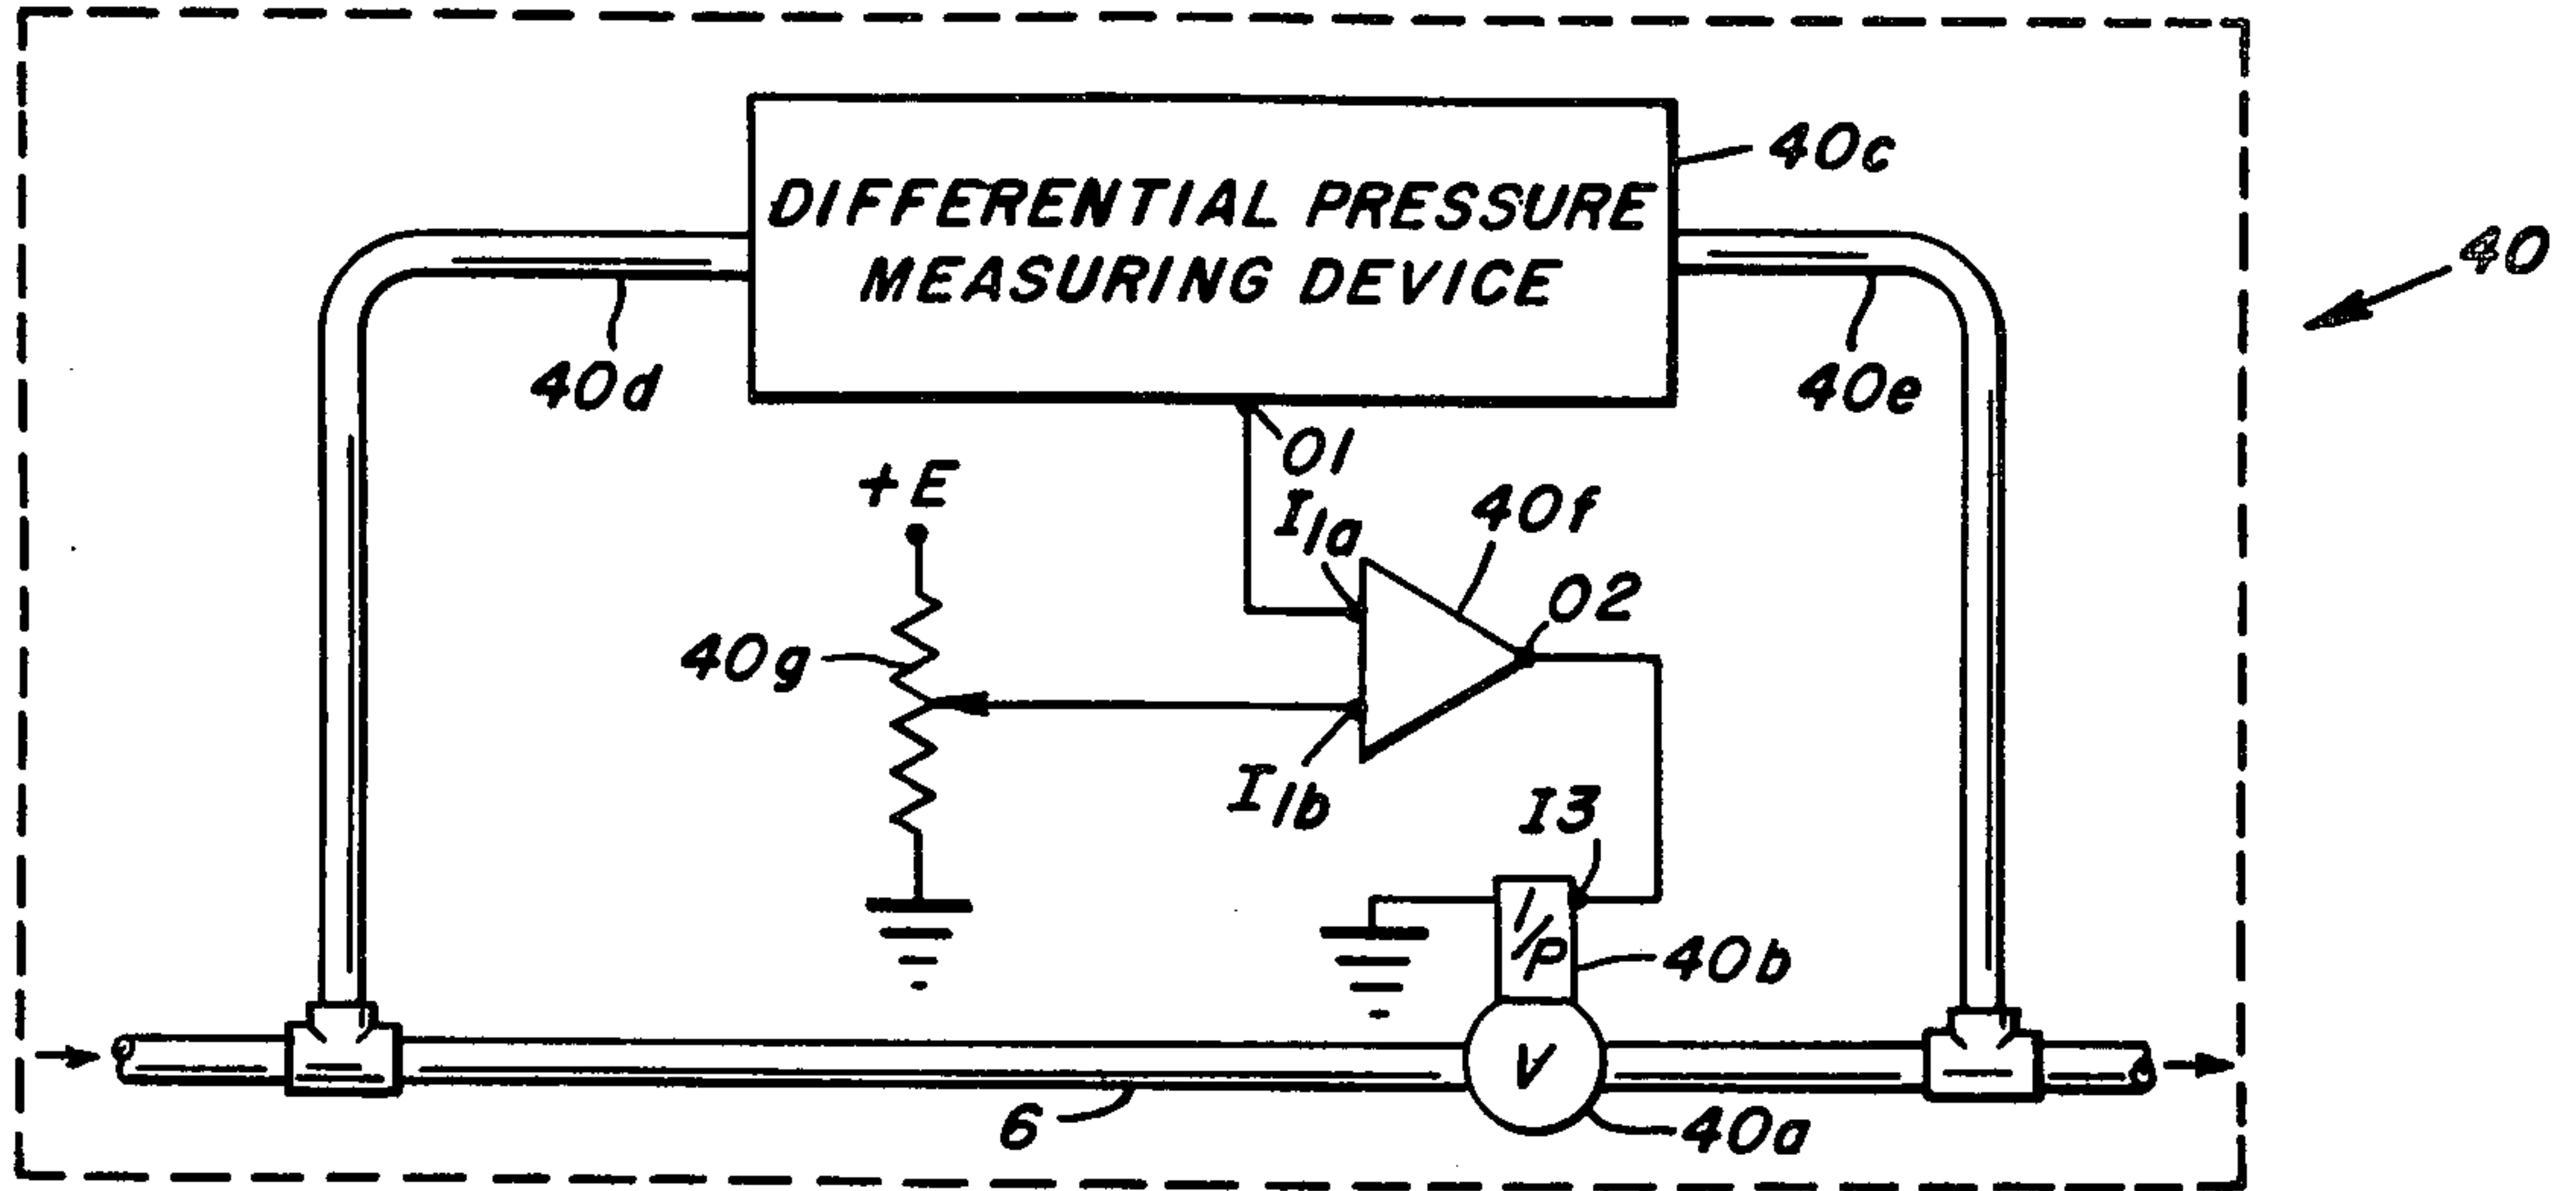 DIFFERENTIAL PRESSURE
MEASURING DEVICE
40c
40
40d
40e
01
+E
I1a
40f
02
40g
I1b
I3
I/P
40b
V
6
40a